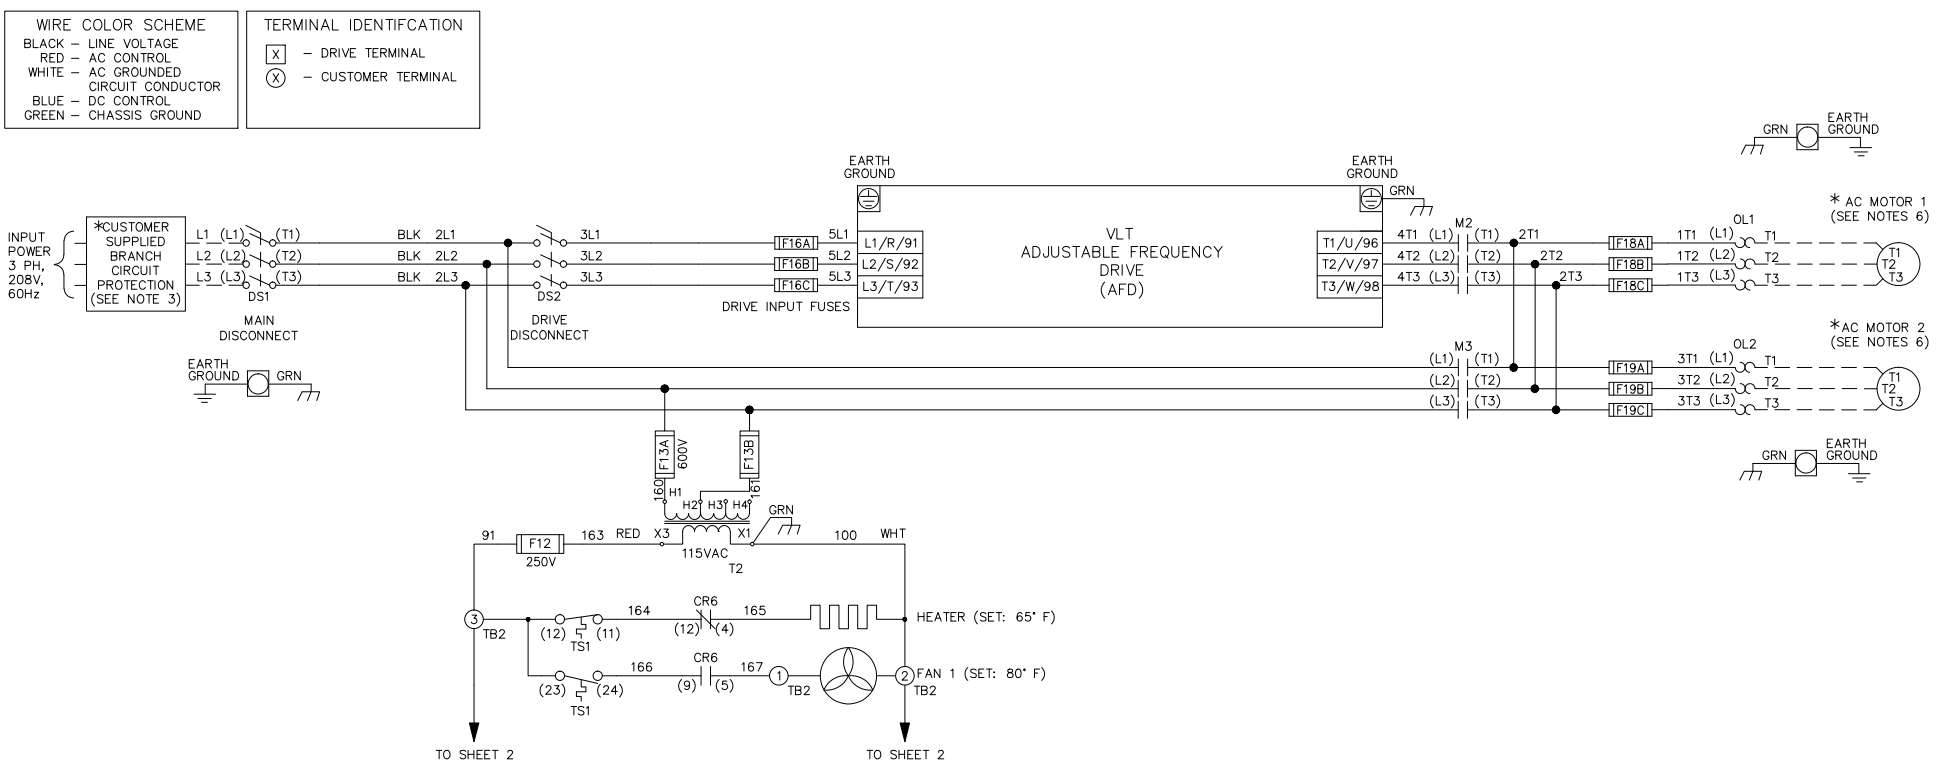 WIRE COLOR SCHEME
BLACK – LINE VOLTAGE
RED – AC CONTROL
WHITE – AC GROUNDED
CIRCUIT CONDUCTOR
BLUE – DC CONTROL
GREEN – CHASSIS GROUND
TERMINAL IDENTIFCATION
X – DRIVE TERMINAL
X – CUSTOMER TERMINAL
INPUT
POWER
3 PH,
208V,
60Hz
*CUSTOMER
SUPPLIED
BRANCH
CIRCUIT
PROTECTION
(SEE NOTE 3)
L1 (L1) (T1) BLK 2L1 3L1 F16A 5L1 L1/R/91
L2 (L2) (T2) BLK 2L2 3L2 F16B 5L2 L2/S/92
L3 (L3) (T3) BLK 2L3 3L3 F16C 5L3 L3/T/93
DS1
MAIN
DISCONNECT
DS2
DRIVE
DISCONNECT
DRIVE INPUT FUSES
EARTH
GROUND
GRN
EARTH
GROUND
VLT
ADJUSTABLE FREQUENCY
DRIVE
(AFD)
EARTH
GROUND
GRN
M2
T1/U/96 4T1 (L1) (T1) 2T1 F18A 1T1 (L1) T1
T2/V/97 4T2 (L2) (T2) 2T2 F18B 1T2 (L2) T2
T3/W/98 4T3 (L3) (T3) 2T3 F18C 1T3 (L3) T3
OL1
GRN
EARTH
GROUND
* AC MOTOR 1
(SEE NOTES 6)
T1
T2
T3
M3
(L1) (T1) F19A 3T1 (L1) T1
(L2) (T2) F19B 3T2 (L2) T2
(L3) (T3) F19C 3T3 (L3) T3
OL2
*AC MOTOR 2
(SEE NOTES 6)
T1
T2
T3
GRN
EARTH
GROUND
F13A
600V
F13B
160
161
H1
H2 H3 H4
GRN
91 F12 163 RED X3 X1 100 WHT
250V
115VAC
T2
3
TB2
(12) (11)
TS1
164
CR6
(12) (4)
165
HEATER (SET: 65° F)
(23) (24)
TS1
166
CR6
(9) (5)
167
1
TB2
2
TB2
FAN 1 (SET: 80° F)
TO SHEET 2
TO SHEET 2